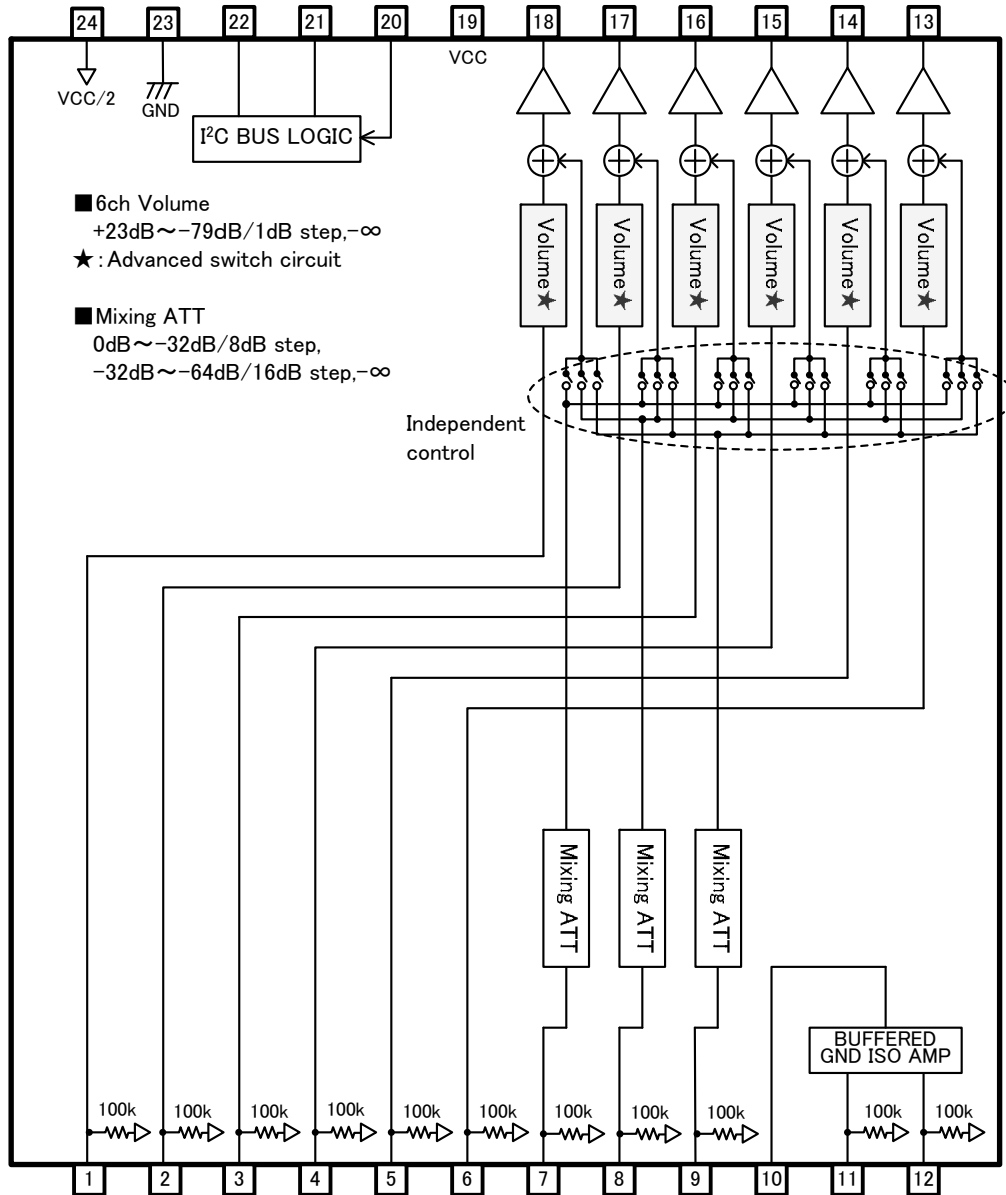 24 23 22 21 20 19 18 17 16 15 14 13
VCC
VCC/2
GND
I²C BUS LOGIC
■6ch Volume
+23dB～−79dB/1dB step,−∞
★:Advanced switch circuit
■Mixing ATT
0dB～−32dB/8dB step,
−32dB～−64dB/16dB step,−∞
Volume★ Volume★ Volume★ Volume★ Volume★ Volume★
Independent
control
Mixing ATT Mixing ATT Mixing ATT
BUFFERED
GND ISO AMP
100k 100k 100k 100k 100k 100k 100k 100k 100k 100k 100k
1 2 3 4 5 6 7 8 9 10 11 12